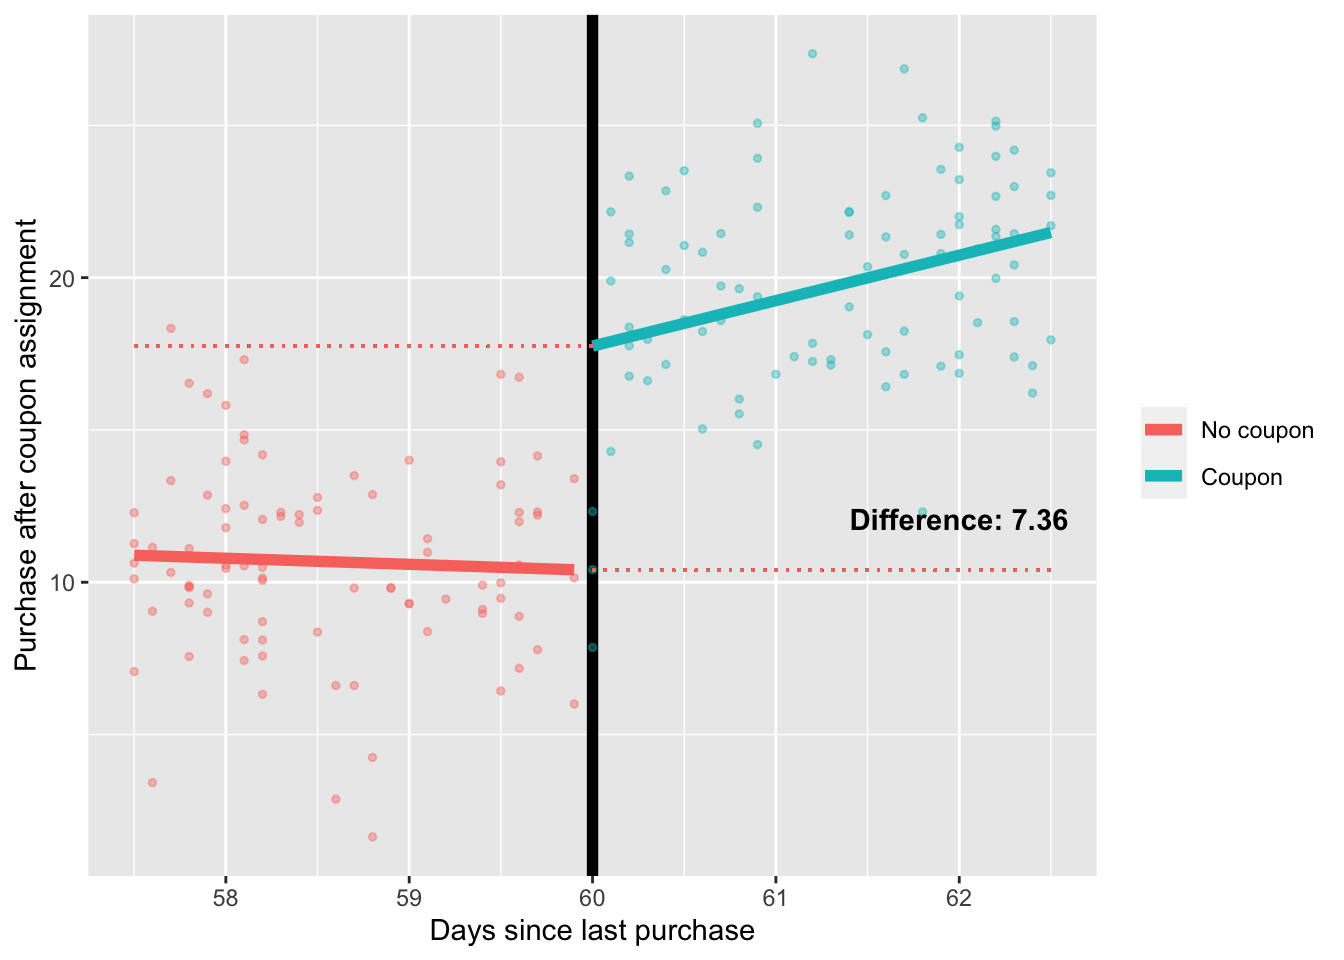 Purchase after coupon assignment
20
10
Difference: 7.36
No coupon
Coupon
58 59 60 61 62
Days since last purchase